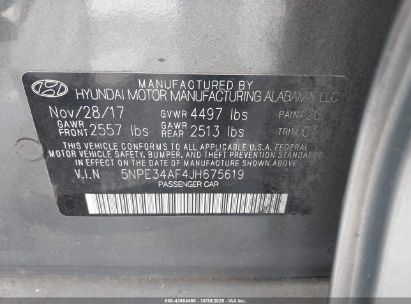 MANUFACTURED BY
HYUNDAI MOTOR MANUFACTURING ALABAMA, LLC
Nov/28/17 GVWR 4497 lbs PAINT
GAWR FRONT 2557 lbs GAWR REAR 2513 lbs TRIM
THIS VEHICLE CONFORMS TO ALL APPLICABLE U.S.A. FEDERAL
MOTOR VEHICLE SAFETY, BUMPER, AND THEFT PREVENTION STANDARDS
IN EFFECT ON THE DATE OF MANUFACTURE SHOWN ABOVE.
V.I.N 5NPE34AF4JH675619
PASSENGER CAR